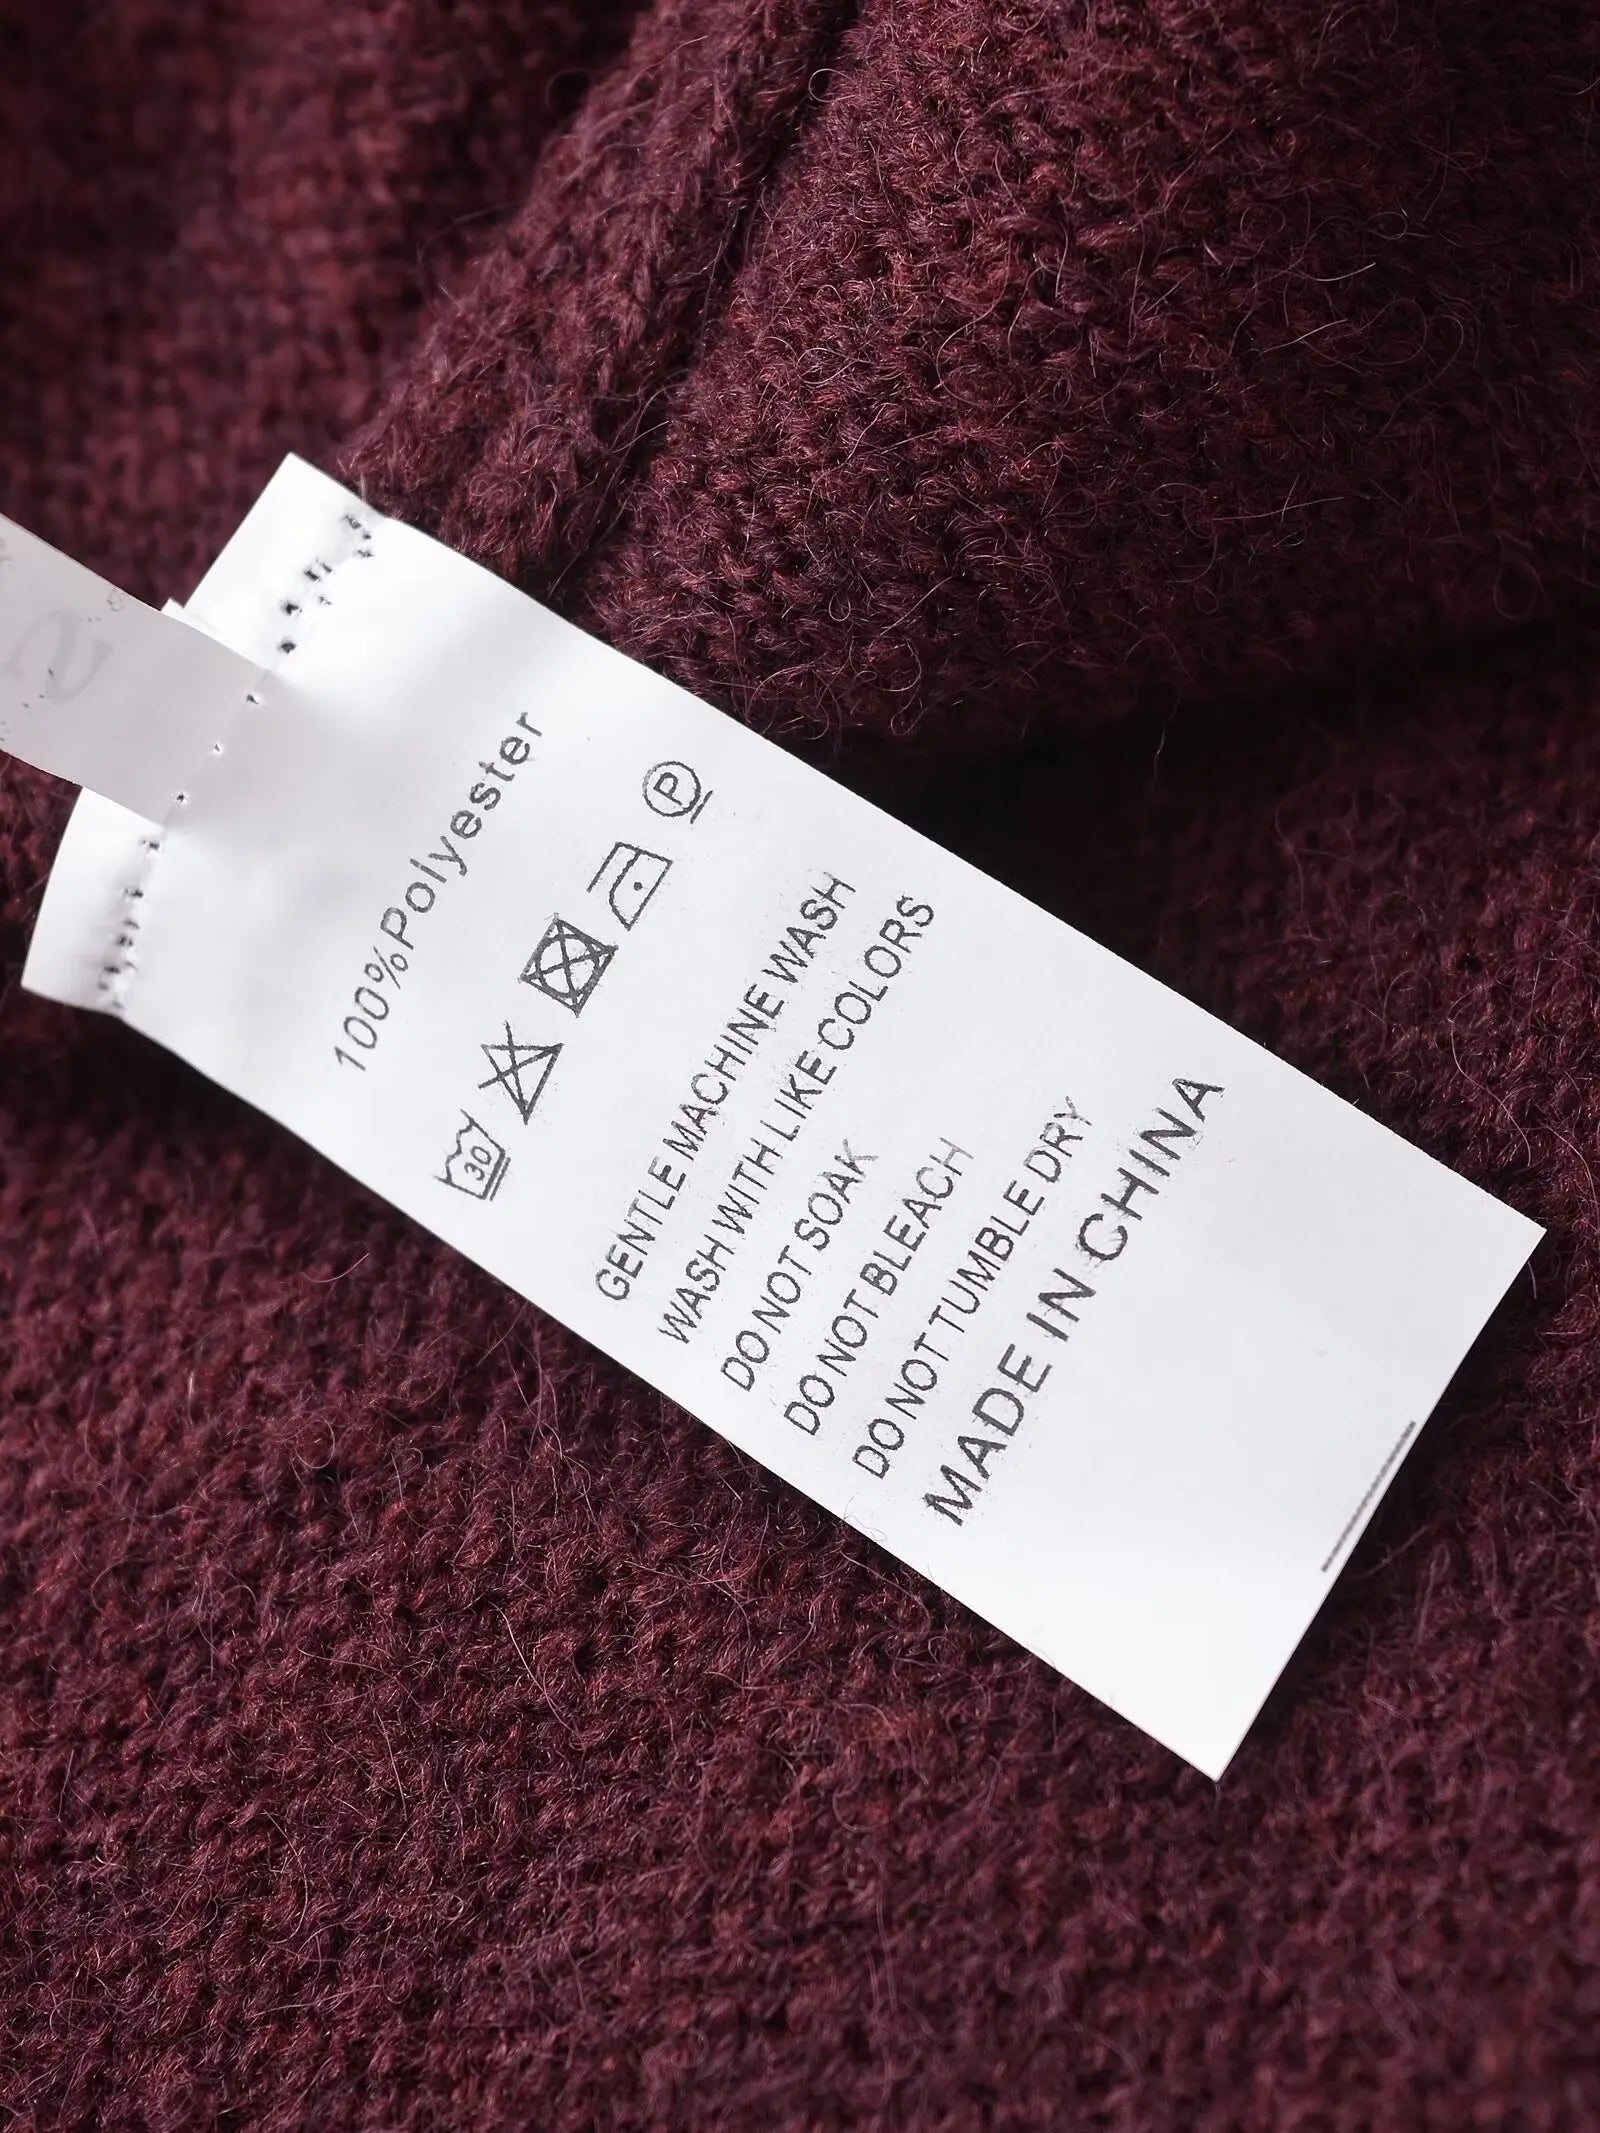 100%Polyester
30 P
GENTLE MACHINE WASH
WASH WITH LIKE COLORS
DO NOT SOAK
DO NOT BLEACH
DO NOT TUMBLE DRY
MADE IN CHINA